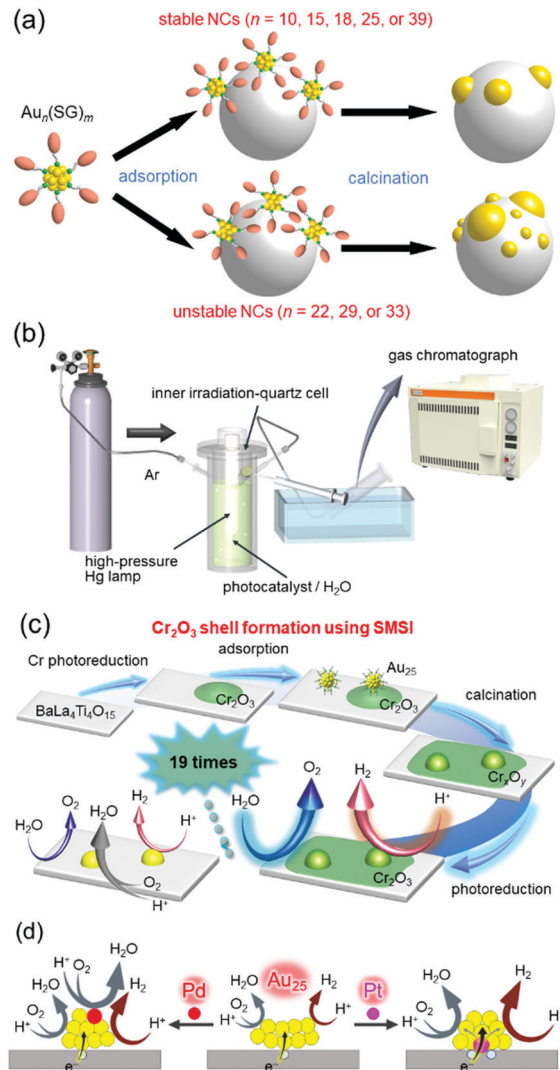 (a)
stable NCs (n = 10, 15, 18, 25, or 39)
Auₙ(SG)ₘ
adsorption
calcination
unstable NCs (n = 22, 29, or 33)
(b)
gas chromatograph
inner irradiation-quartz cell
Ar
high-pressure
Hg lamp
photocatalyst / H₂O
(c)
Cr₂O₃ shell formation using SMSI
Cr photoreduction
adsorption
Au₂₅
calcination
BaLa₄Ti₄O₁₅
Cr₂O₃
Cr₂O₃
CrₓOᵧ
19 times
O₂
H₂
H₂O
H⁺
O₂
H₂O
H₂
H₂O
H⁺
O₂
H⁺
Cr₂O₃
photoreduction
(d)
H₂O
H⁺
O₂
H₂O
H₂
O₂
H⁺
H⁺
e⁻
Pd
Au₂₅
H₂O
H₂
O₂
H⁺
H⁺
e⁻
Pt
H₂O
H₂
O₂
H⁺
H
e⁻